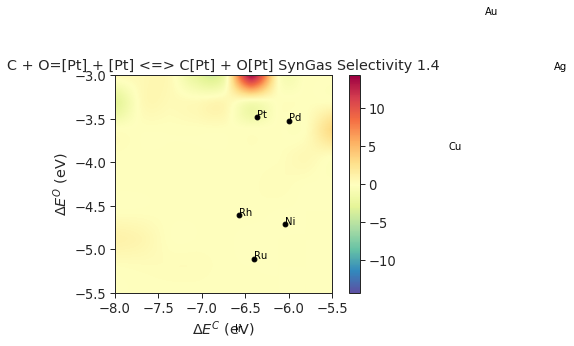 Au
C + O=[Pt] + [Pt] <=> C[Pt] + O[Pt] SynGas Selectivity 1.4
Ag
−3.0
Pt
Pd
10
−3.5
Cu
5
−4.0
0
ΔE^O (eV)
−4.5
Rh
Ni
−5
−5.0
Ru
−10
−5.5
−8.0 −7.5 −7.0 −6.5 −6.0 −5.5
ΔE^C (eV)
Ir